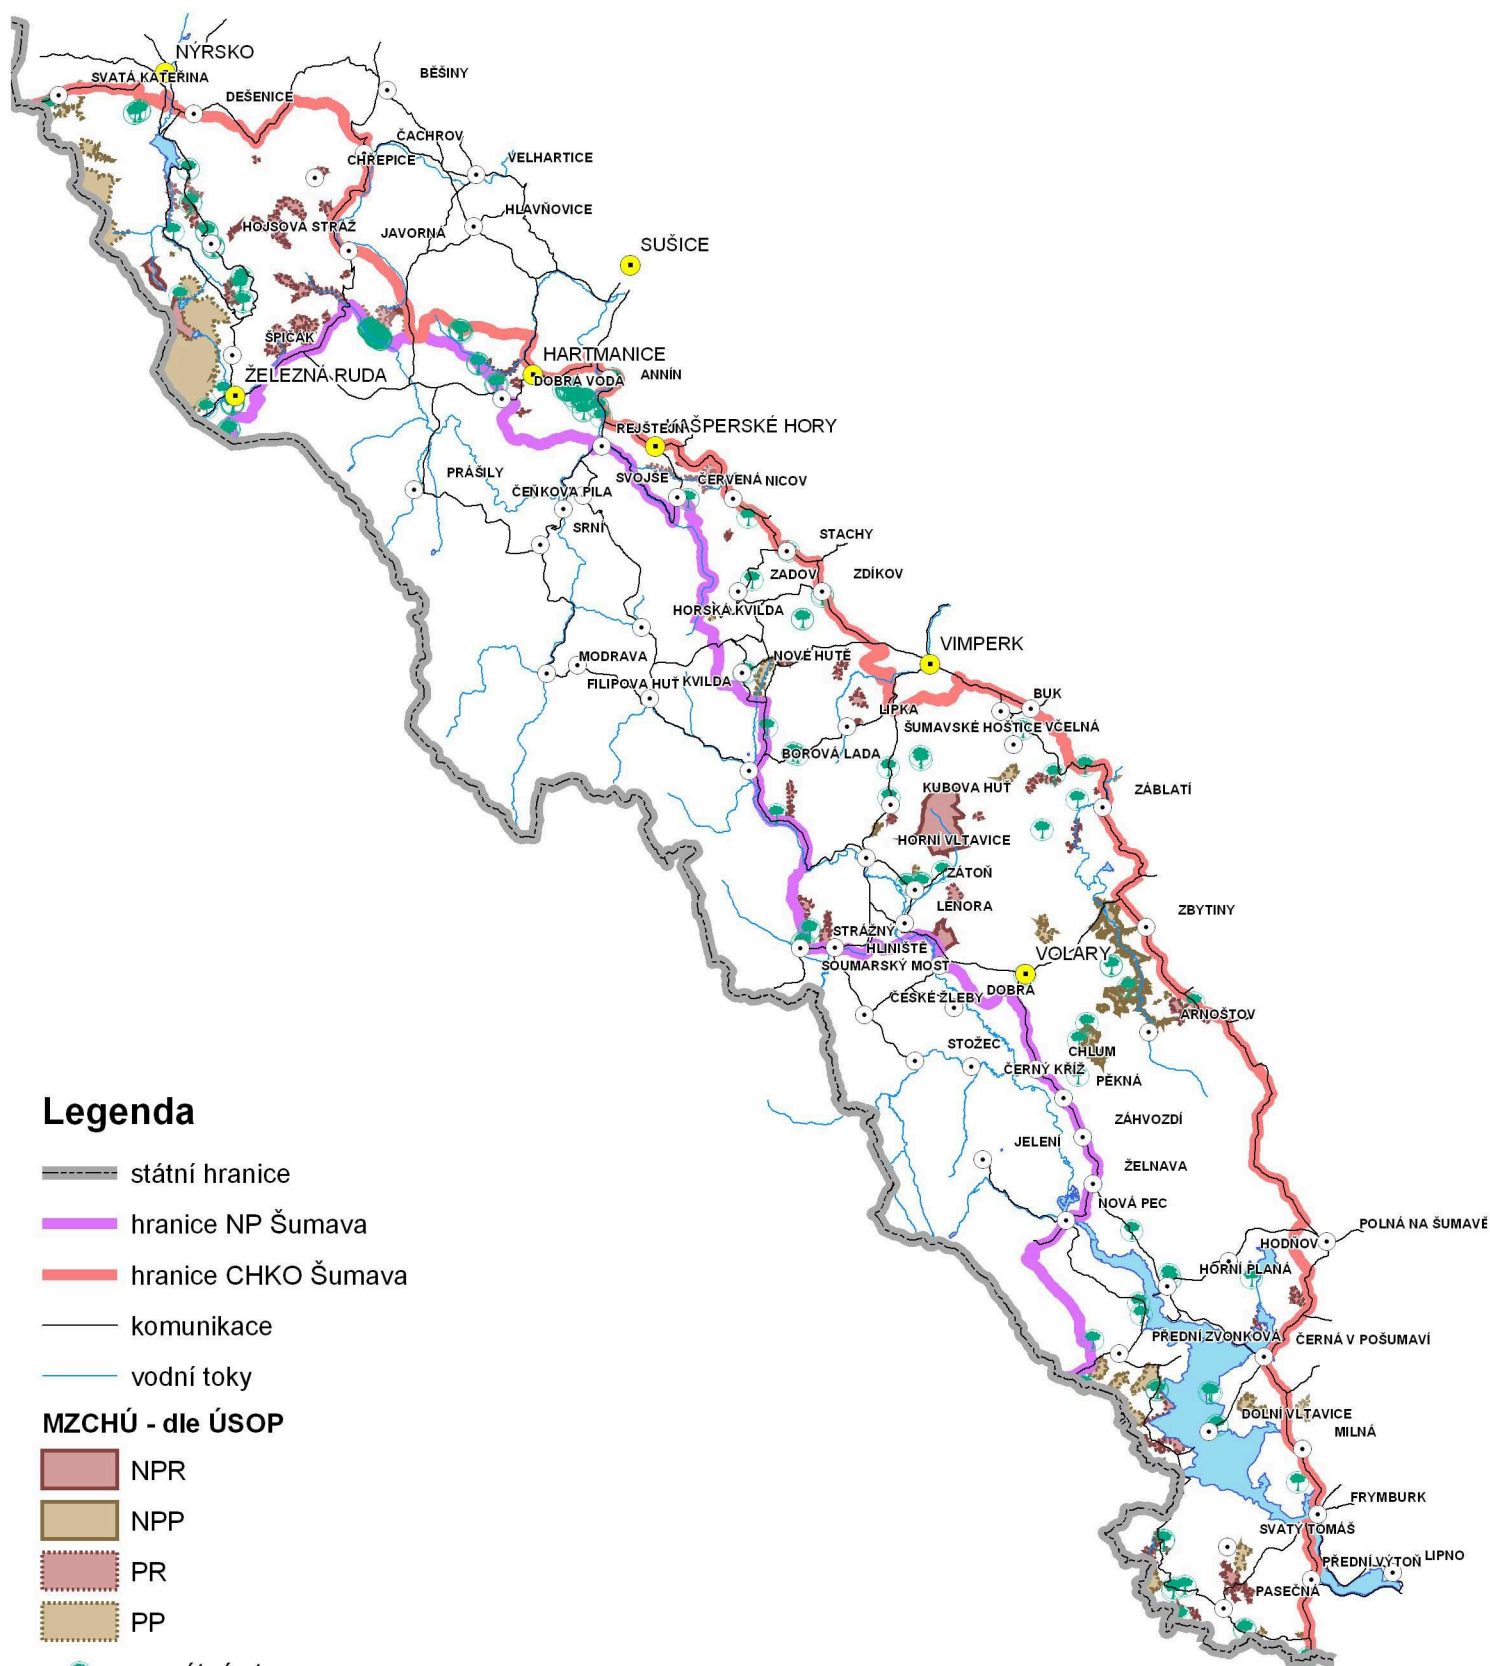 NÝRSKO
BĚŠINY
SVATÁ KATEŘINA
DEŠENICE
ČACHROV
CHŘEPICE
VELHARTICE
HLAVŇOVICE
HOJSOVA STRÁŽ
JAVORNÁ
SUŠICE
ŠPIČÁK
HARTMANICE
ŽELEZNÁ RUDA
DOBRÁ VODA
ANNÍN
REJŠTEJN
KAŠPERSKÉ HORY
PRÁŠILY
SVOJŠE
ČERVENÁ
NICOV
ČEŇKOVA PILA
SRNÍ
STACHY
ZADOV
ZDÍKOV
HORSKÁ KVILDA
VIMPERK
MODRAVA
NOVÉ HUTĚ
FILIPOVA HUŤ
KVILDA
BUK
LIPKA
ŠUMAVSKÉ HOŠTICE
VČELNÁ
BOROVÁ LADA
KUBOVA HUŤ
ZÁBLATÍ
HORNÍ VLTAVICE
ZÁTOŇ
LENORA
ZBYTINY
STRÁŽNÝ
HLINIŠTĚ
VOLARY
SOUMARSKÝ MOST
DOBRÁ
ČESKÉ ŽLEBY
ARNOŠTOV
STOŽEC
CHLUM
ČERNÝ KŘÍŽ
PĚKNÁ
ZÁHVOZDÍ
JELENÍ
ŽELNAVA
NOVÁ PEC
POLNÁ NA ŠUMAVĚ
HODŇOV
HORNÍ PLANÁ
PŘEDNÍ ZVONKOVÁ
ČERNÁ V POŠUMAVÍ
DOLNÍ VLTAVICE
MILNÁ
FRYMBURK
SVATÝ TOMÁŠ
PŘEDNÍ VÝTOŇ
LIPNO
PASEČNÁ
Legenda
státní hranice
hranice NP Šumava
hranice CHKO Šumava
komunikace
vodní toky
MZCHÚ - dle ÚSOP
NPR
NPP
PR
PP